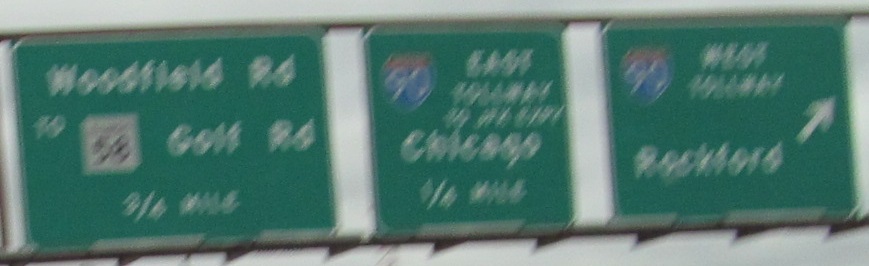 Woodfield Rd
TO 58 Golf Rd
3/4 MILE
90 EAST
TOLLWAY
Chicago
1/4 MILE
90 WEST
TOLLWAY
Rockford